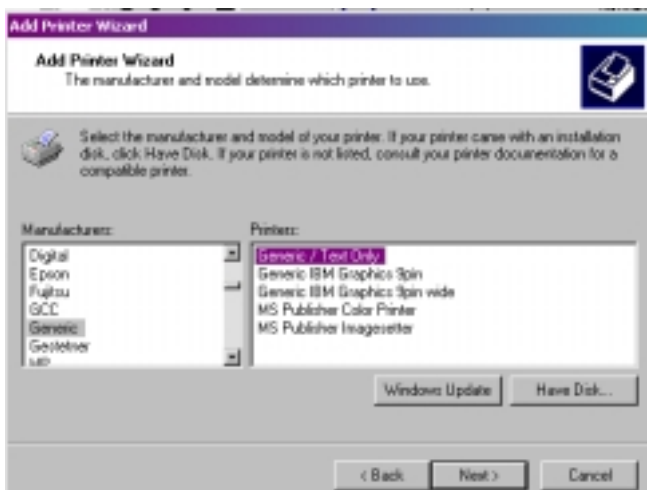 Add Printer Wizard
Add Printer Wizard
The manufacturer and model determine which printer to use.
Select the manufacturer and model of your printer. If your printer came with an installation
disk, click Have Disk. If your printer is not listed, consult your printer documentation for a
compatible printer.
Manufacturers:
Digital
Epson
Fujitsu
GCC
Generic
Gestetner
HP
Printers:
Generic / Text Only
Generic IBM Graphics 9pin
Generic IBM Graphics 9pin wide
MS Publisher Color Printer
MS Publisher Imagesetter
Windows Update
Have Disk...
< Back
Next >
Cancel